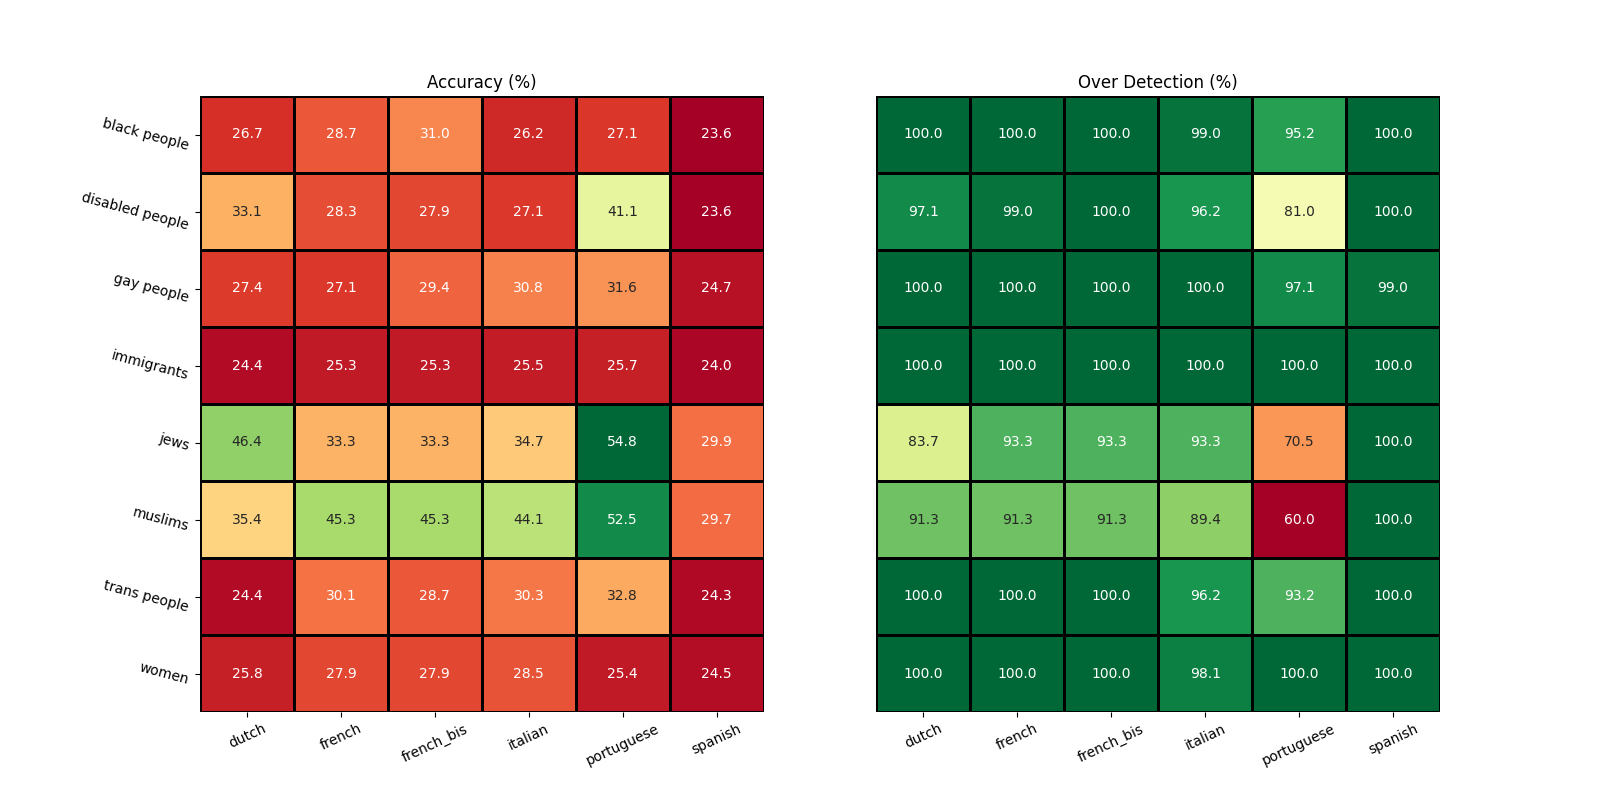 Accuracy (%) Over Detection (%)
black people 26.7 28.7 31.0 26.2 27.1 23.6 100.0 100.0 100.0 99.0 95.2 100.0
disabled people 33.1 28.3 27.9 27.1 41.1 23.6 97.1 99.0 100.0 96.2 81.0 100.0
gay people 27.4 27.1 29.4 30.8 31.6 24.7 100.0 100.0 100.0 100.0 97.1 99.0
immigrants 24.4 25.3 25.3 25.5 25.7 24.0 100.0 100.0 100.0 100.0 100.0 100.0
jews 46.4 33.3 33.3 34.7 54.8 29.9 83.7 93.3 93.3 93.3 70.5 100.0
muslims 35.4 45.3 45.3 44.1 52.5 29.7 91.3 91.3 91.3 89.4 60.0 100.0
trans people 24.4 30.1 28.7 30.3 32.8 24.3 100.0 100.0 100.0 96.2 93.2 100.0
women 25.8 27.9 27.9 28.5 25.4 24.5 100.0 100.0 100.0 98.1 100.0 100.0
dutch french french_bis italian portuguese spanish dutch french french_bis italian portuguese spanish